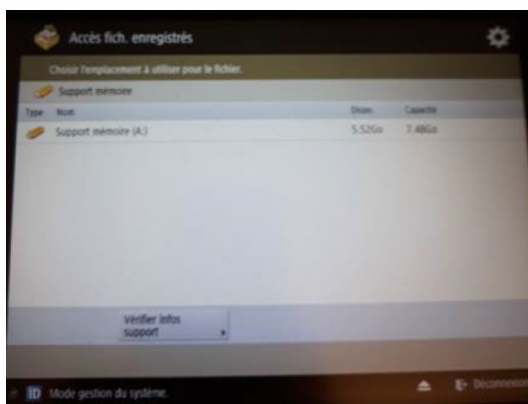 Accès fich. enregistrés
Choisir l'emplacement à utiliser pour le fichier.
Support mémoire
Type Nom Dispo. Capacité
Support mémoire (A:) 5.52Go 7.48Go
Vérifier infos
support
ID Mode gestion du système. Déconnexion